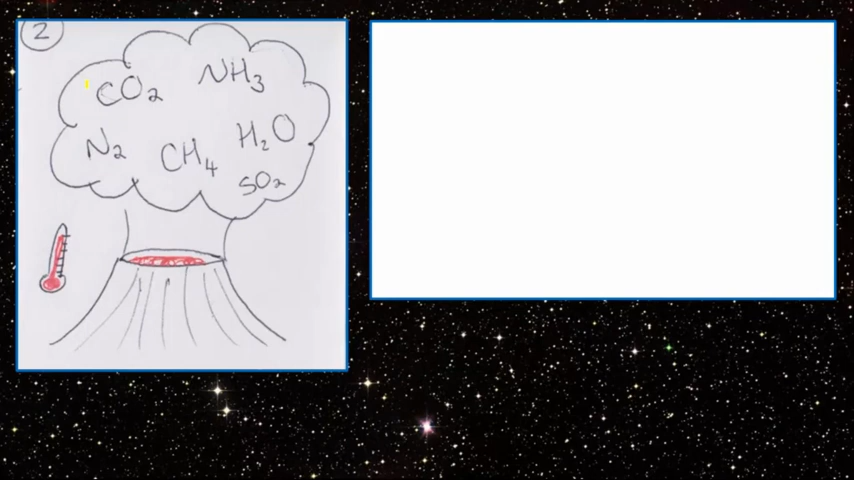 2
CO₂ NH₃
N₂ CH₄ H₂O
SO₂